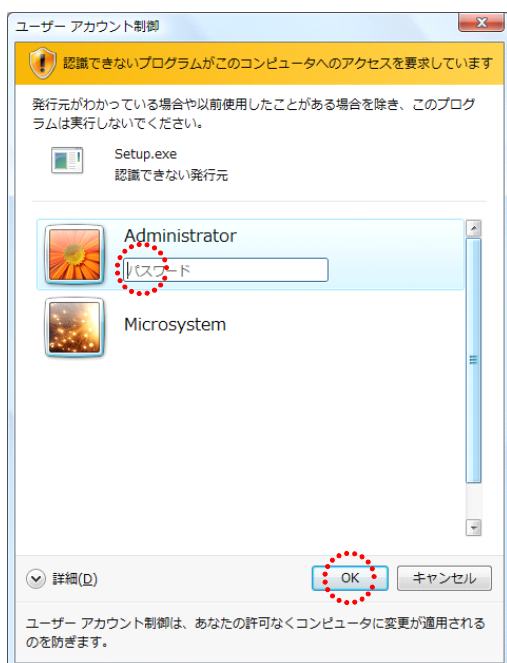 ユーザー アカウント制御
認識できないプログラムがこのコンピュータへのアクセスを要求しています
発行元がわかっている場合や以前使用したことがある場合を除き、このプログ
ラムは実行しないでください。
Setup.exe
認識できない発行元
Administrator
パスワード
Microsystem
詳細(D)
OK
キャンセル
ユーザー アカウント制御は、あなたの許可なくコンピュータに変更が適用される
のを防ぎます。